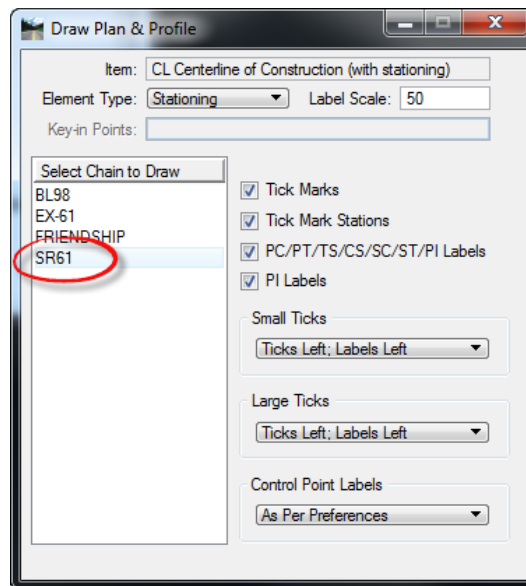 Draw Plan & Profile
Item: CL Centerline of Construction (with stationing)
Element Type: Stationing Label Scale: 50
Key-in Points:
Select Chain to Draw
BL98
EX-61
FRIENDSHIP
SR61
Tick Marks
Tick Mark Stations
PC/PT/TS/CS/SC/ST/PI Labels
PI Labels
Small Ticks
Ticks Left; Labels Left
Large Ticks
Ticks Left; Labels Left
Control Point Labels
As Per Preferences